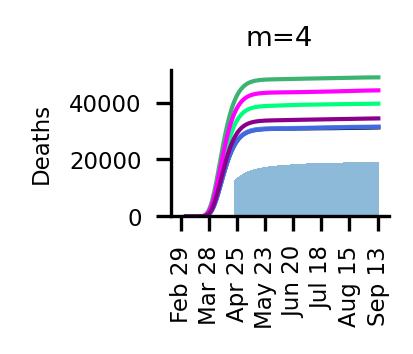 m=4
Deaths
40000
20000
0
Feb 29
Mar 28
Apr 25
May 23
Jun 20
Jul 18
Aug 15
Sep 13